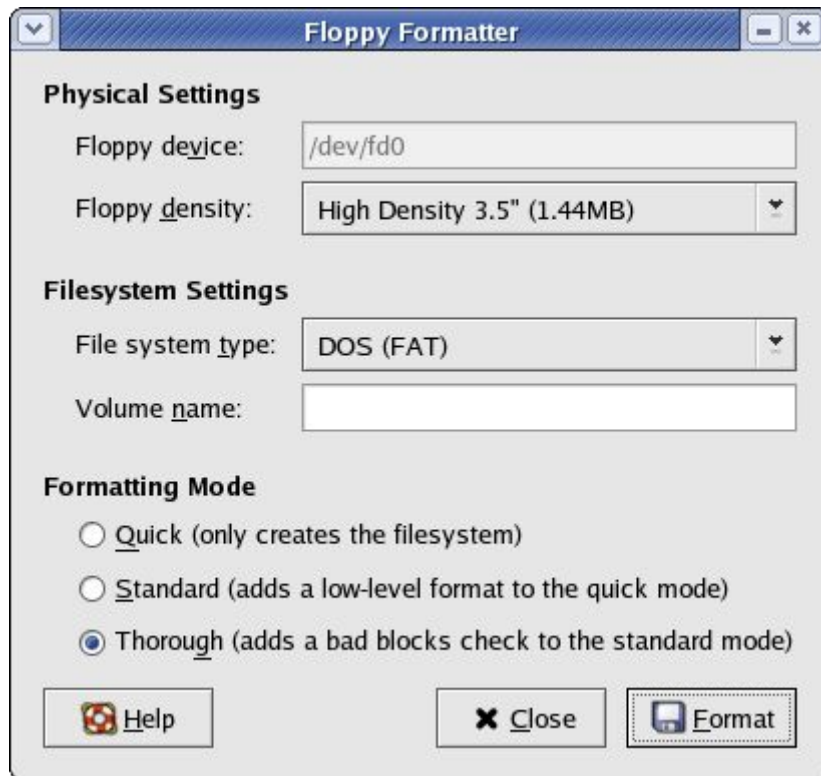 Floppy Formatter
Physical Settings
Floppy device: /dev/fd0
Floppy density: High Density 3.5" (1.44MB)
Filesystem Settings
File system type: DOS (FAT)
Volume name:
Formatting Mode
Quick (only creates the filesystem)
Standard (adds a low-level format to the quick mode)
Thorough (adds a bad blocks check to the standard mode)
Help Close Format